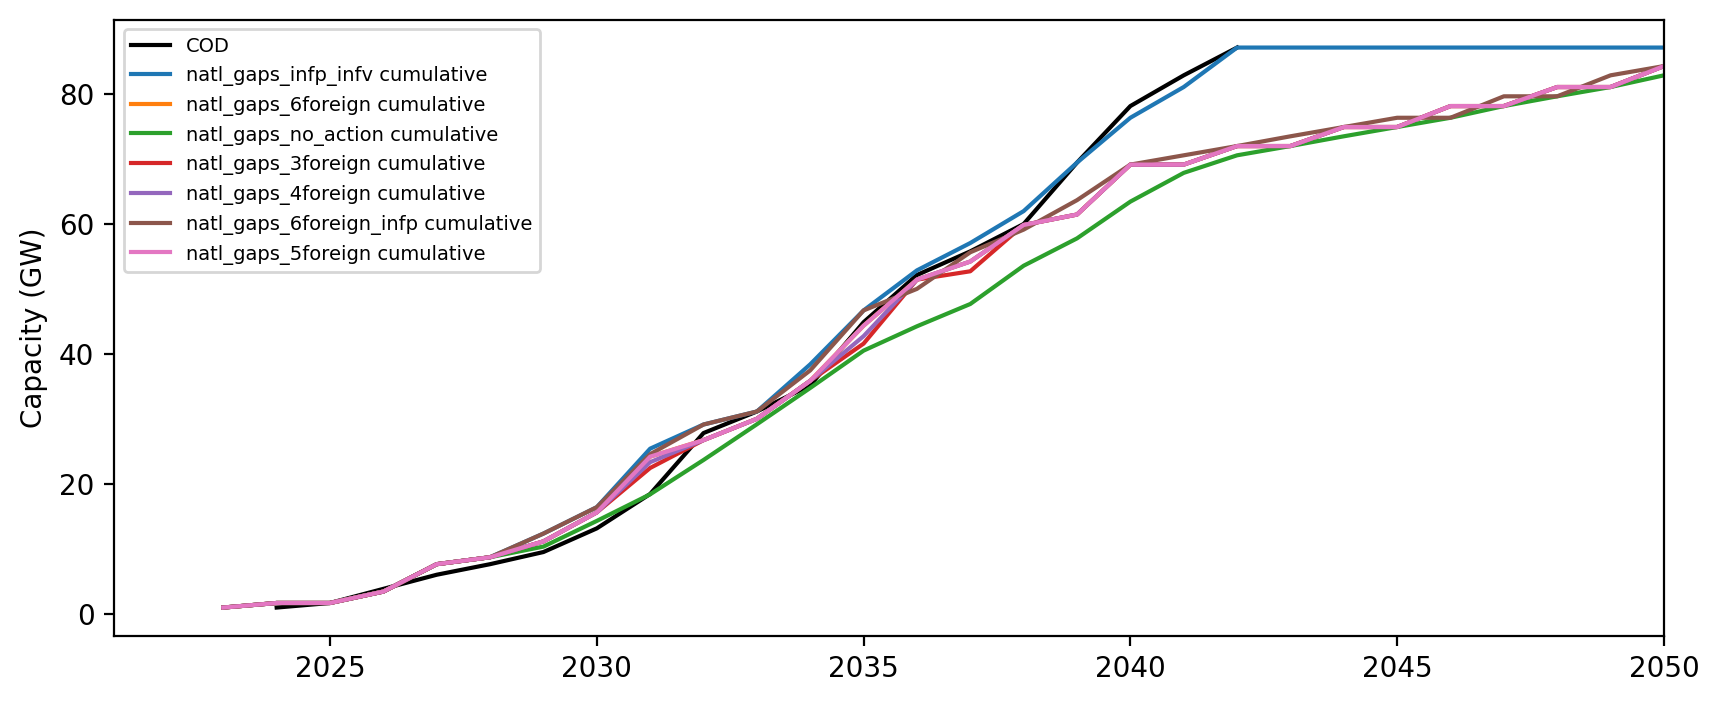 COD
natl_gaps_infp_infv cumulative
natl_gaps_6foreign cumulative
natl_gaps_no_action cumulative
natl_gaps_3foreign cumulative
natl_gaps_4foreign cumulative
natl_gaps_6foreign_infp cumulative
natl_gaps_5foreign cumulative
Capacity (GW)
80
60
40
20
0
2025 2030 2035 2040 2045 2050